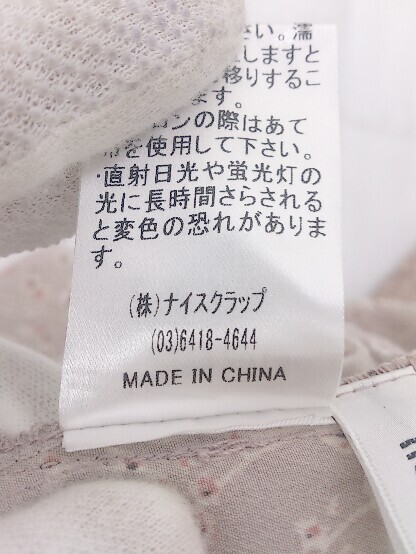 さい。濡
しますと
移りするこ
ます。
ロンの際はあて
布を使用して下さい。
・直射日光や蛍光灯の
光に長時間さらされる
と変色の恐れがありま
す。
(株)ナイスクラップ
(03)6418-4644
MADE IN CHINA